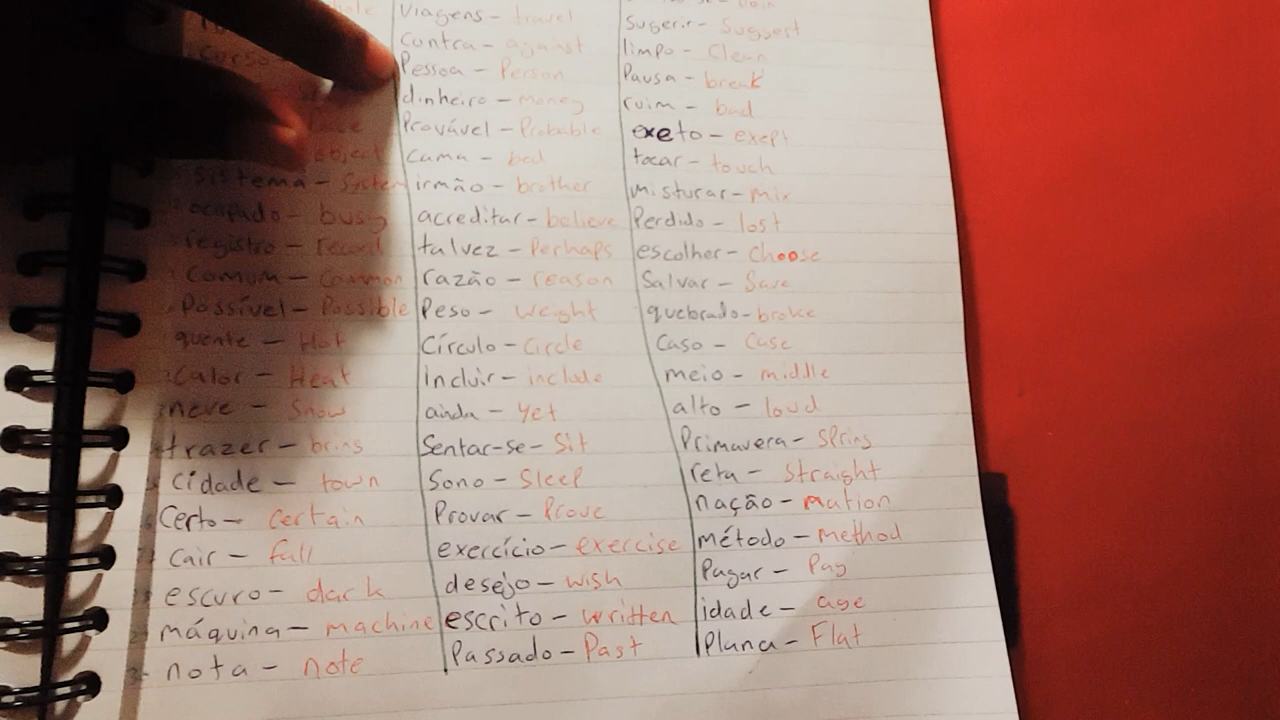 Viagens - travel
Contra - against
Pessoa - Person
dinheiro - money
Provável - Probable
Cama - bed
irmão - brother
acreditar - believe
talvez - Perhaps
razão - reason
Peso - weight
Círculo - Circle
incluir - include
ainda - Yet
Sentar-se - Sit
Sono - Sleep
Provar - Prove
exercício - exercise
desejo - wish
escrito - written
Passado - Past
Sugerir - Suggest
limpo - Clean
Pausa - break
ruim - bad
exeto - exept
tocar - touch
misturar - mix
Perdido - lost
escolher - Choose
Salvar - Save
quebrado - broke
Caso - Case
meio - middle
alto - loud
Primavera - SPring
reta - Straight
nação - nation
método - method
Pagar - Pay
idade - age
Plana - Flat
Curso -
object
Sistema - System
ocupado - busy
registro - record
Comum - Common
Possível - Possible
quente - Hot
Calor - Heat
neve - Snow
trazer - bring
Cidade - town
Certo - Certain
Cair - fall
escuro - dark
máquina - machine
nota - note